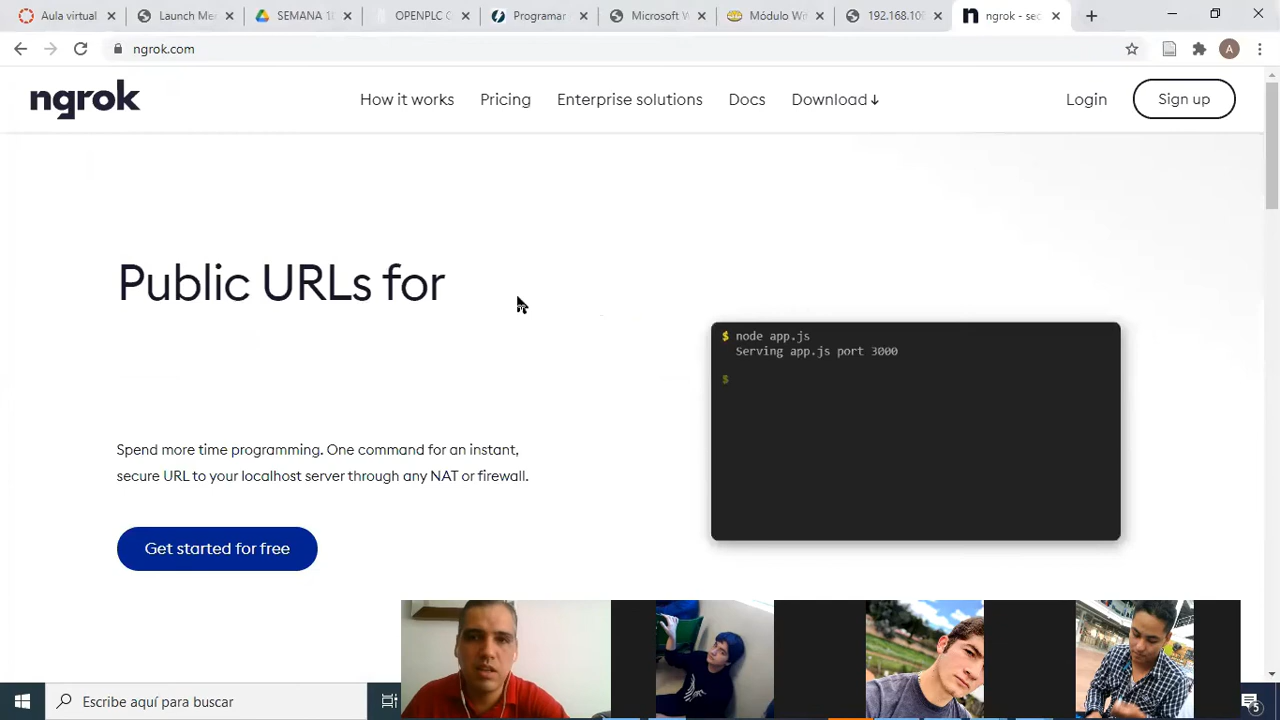 Aula virtual
Launch Me
SEMANA 1
OPENPLC
Programar
Microsoft W
Módulo Wi
192.168.10
ngrok - sec
ngrok.com
A
ngrok
How it works
Pricing
Enterprise solutions
Docs
Download
Login
Sign up
Public URLs for
$ node app.js
Serving app.js port 3000
$
Spend more time programming. One command for an instant,
secure URL to your localhost server through any NAT or firewall.
Get started for free
Escribe aquí para buscar
5